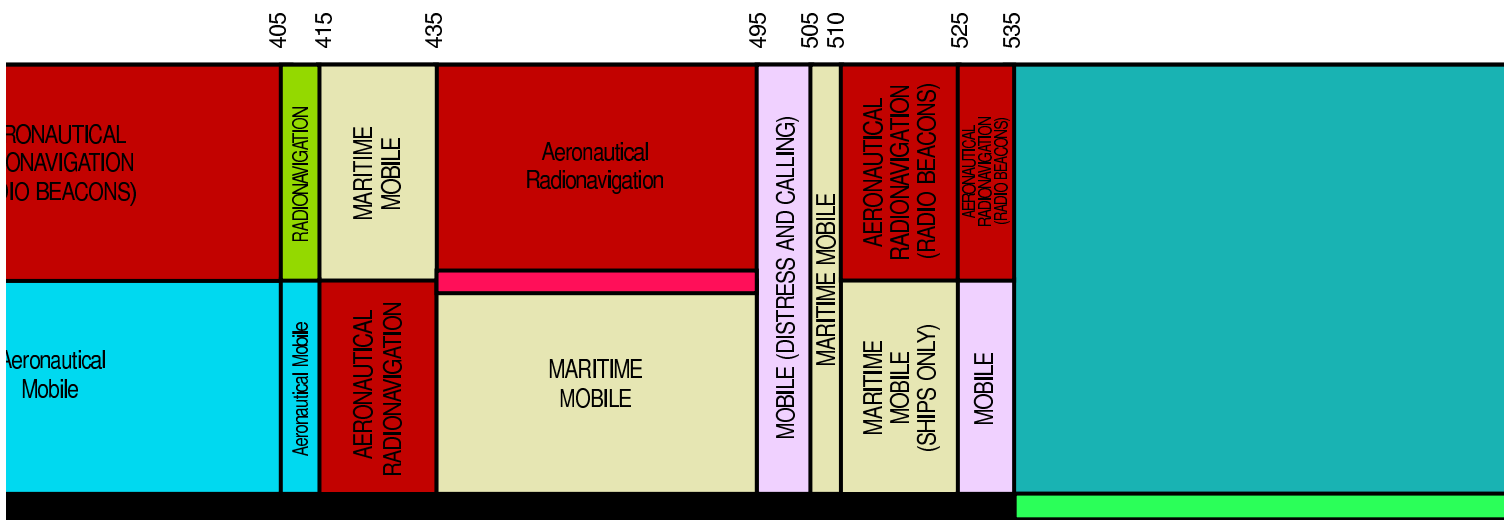 405
415
435
495
505
510
525
535
RONAUTICAL
ONAVIGATION
IO BEACONS)
Aeronautical
Mobile
RADIONAVIGATION
Aeronautical Mobile
MARITIME
MOBILE
AERONAUTICAL
RADIONAVIGATION
Aeronautical
Radionavigation
MARITIME
MOBILE
MOBILE (DISTRESS AND CALLING)
MARITIME MOBILE
AERONAUTICAL
RADIONAVIGATION
(RADIO BEACONS)
MARITIME
MOBILE
(SHIPS ONLY)
AERONAUTICAL
RADIONAVIGATION
(RADIO BEACONS)
MOBILE